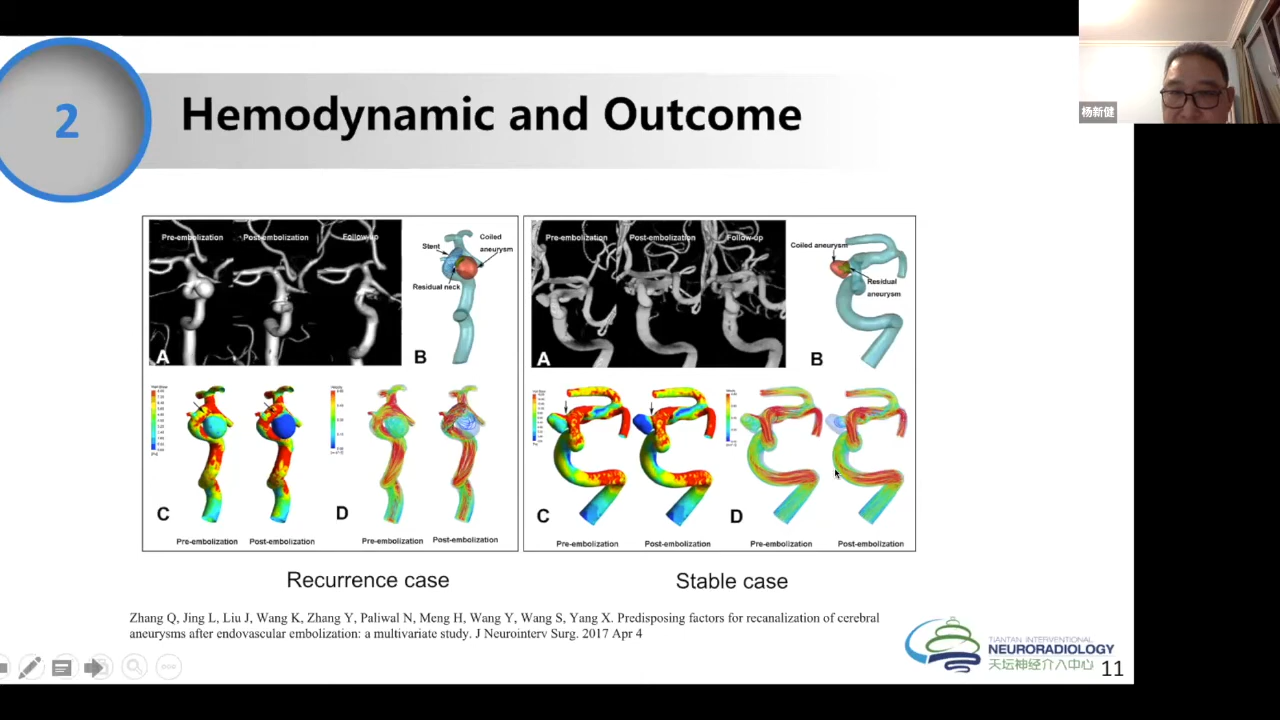 杨新健
2
Hemodynamic and Outcome
Pre-embolization
Post-embolization
Follow-up
A
Stent
Coiled
aneurysm
Residual neck
B
C
Pre-embolization
Post-embolization
D
Pre-embolization
Post-embolization
Pre-embolization
Post-embolization
Follow-up
A
Coiled aneurysm
Residual
aneurysm
B
C
Pre-embolization
Post-embolization
D
Pre-embolization
Post-embolization
Recurrence case
Stable case
Zhang Q, Jing L, Liu J, Wang K, Zhang Y, Paliwal N, Meng H, Wang Y, Wang S, Yang X. Predisposing factors for recanalization of cerebral
aneurysms after endovascular embolization: a multivariate study. J Neurointerv Surg. 2017 Apr 4
TIANTAN INTERVENTIONAL
NEURORADIOLOGY
天坛神经介入中心
11